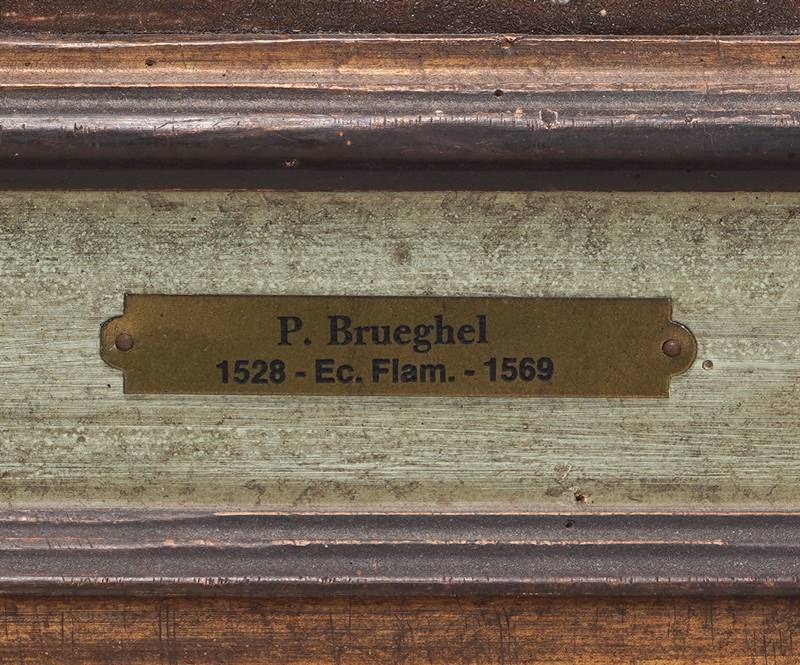 P. Brueghel
1528 - Ec. Flam. - 1569